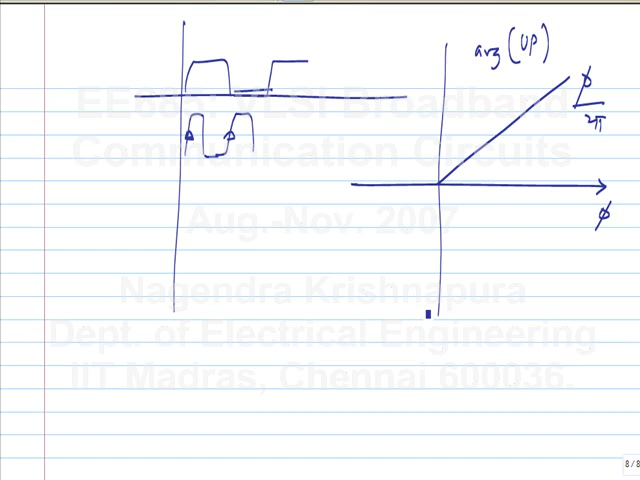 avg (UP)
ϕ
2π
ϕ
EE685: VLSI Broadband
Communication Circuits
Aug.-Nov. 2007
Nagendra Krishnapura
Dept. of Electrical Engineering
IIT Madras, Chennai 600036.
8 / 8